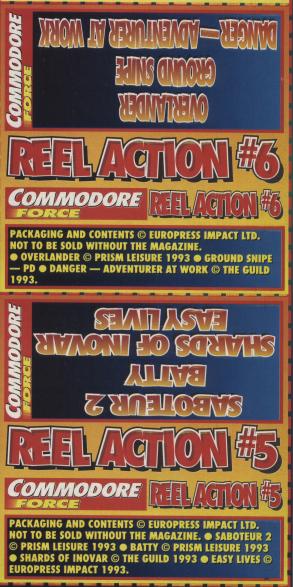 COMMODORE
FORCE
OVERLANDER
GROUND SNIPE
DANGER — ADVENTURER AT WORK
REEL ACTION #6
COMMODORE
FORCE
REEL ACTION #6
PACKAGING AND CONTENTS © EUROPRESS IMPACT LTD.
NOT TO BE SOLD WITHOUT THE MAGAZINE.
● OVERLANDER © PRISM LEISURE 1993 ● GROUND SNIPE
— PD ● DANGER — ADVENTURER AT WORK © THE GUILD
1993.
COMMODORE
FORCE
SABOTEUR 2
BATTY
SHARDS OF INOVAR
EASY LIVES
REEL ACTION #5
COMMODORE
FORCE
REEL ACTION #5
PACKAGING AND CONTENTS © EUROPRESS IMPACT LTD.
NOT TO BE SOLD WITHOUT THE MAGAZINE. ● SABOTEUR 2
© PRISM LEISURE 1993 ● BATTY © PRISM LEISURE 1993
● SHARDS OF INOVAR © THE GUILD 1993 ● EASY LIVES ©
EUROPRESS IMPACT 1993.